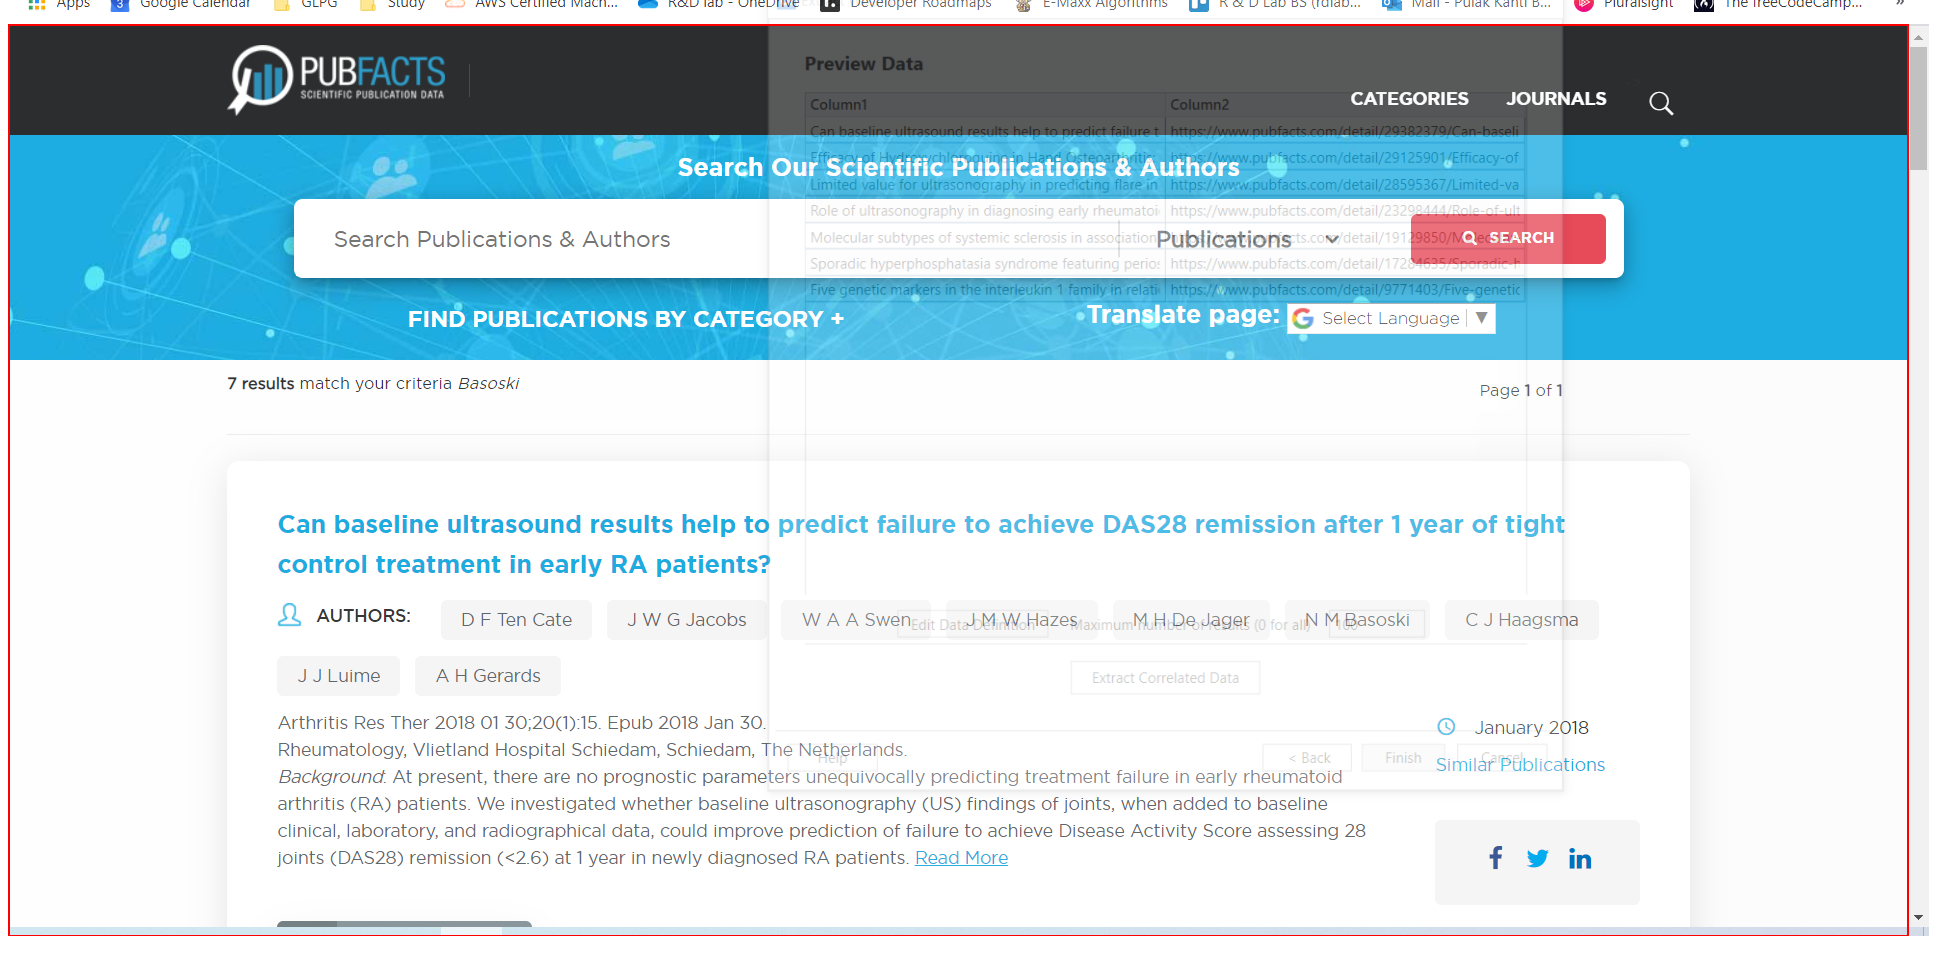 Apps Google Calendar GLPG Study AWS Certified Mach... R&D lab - OneDrive Developer Roadmaps E-Maxx Algorithms R & D Lab BS (rdlab... Mail - Pulak Kanti B... Pluralsight The freeCodeCamp... »
PUBFACTS
SCIENTIFIC PUBLICATION DATA
CATEGORIES JOURNALS
Preview Data
Column1 Column2
Can baseline ultrasound results help to predict failure t https://www.pubfacts.com/detail/29382379/Can-baseli
Efficacy of Hydroxychloroquine in Hand Osteoarthritis https://www.pubfacts.com/detail/29125901/Efficacy-of
Limited value for ultrasonography in predicting flare in https://www.pubfacts.com/detail/28595367/Limited-va
Role of ultrasonography in diagnosing early rheumatoi https://www.pubfacts.com/detail/23298444/Role-of-ult
Molecular subtypes of systemic sclerosis in association https://www.pubfacts.com/detail/19129850/
Sporadic hyperphosphatasia syndrome featuring perios https://www.pubfacts.com/detail/17284635/Sporadic-h
Five genetic markers in the interleukin 1 family in relati https://www.pubfacts.com/detail/9771403/Five-genetic
Search Our Scientific Publications & Authors
Search Publications & Authors Publications SEARCH
FIND PUBLICATIONS BY CATEGORY + Translate page: G Select Language ▼
7 results match your criteria Basoski Page 1 of 1
Can baseline ultrasound results help to predict failure to achieve DAS28 remission after 1 year of tight
control treatment in early RA patients?
AUTHORS: D F Ten Cate J W G Jacobs W A A Swen J M W Hazes M H De Jager N M Basoski C J Haagsma
Edit Data Definition Maximum number of results (0 for all) 100
J J Luime A H Gerards
Extract Correlated Data
Arthritis Res Ther 2018 01 30;20(1):15. Epub 2018 Jan 30.
January 2018
Rheumatology, Vlietland Hospital Schiedam, Schiedam, The Netherlands.
Help < Back Finish Cancel
Similar Publications
Background: At present, there are no prognostic parameters unequivocally predicting treatment failure in early rheumatoid
arthritis (RA) patients. We investigated whether baseline ultrasonography (US) findings of joints, when added to baseline
clinical, laboratory, and radiographical data, could improve prediction of failure to achieve Disease Activity Score assessing 28
joints (DAS28) remission (<2.6) at 1 year in newly diagnosed RA patients. Read More